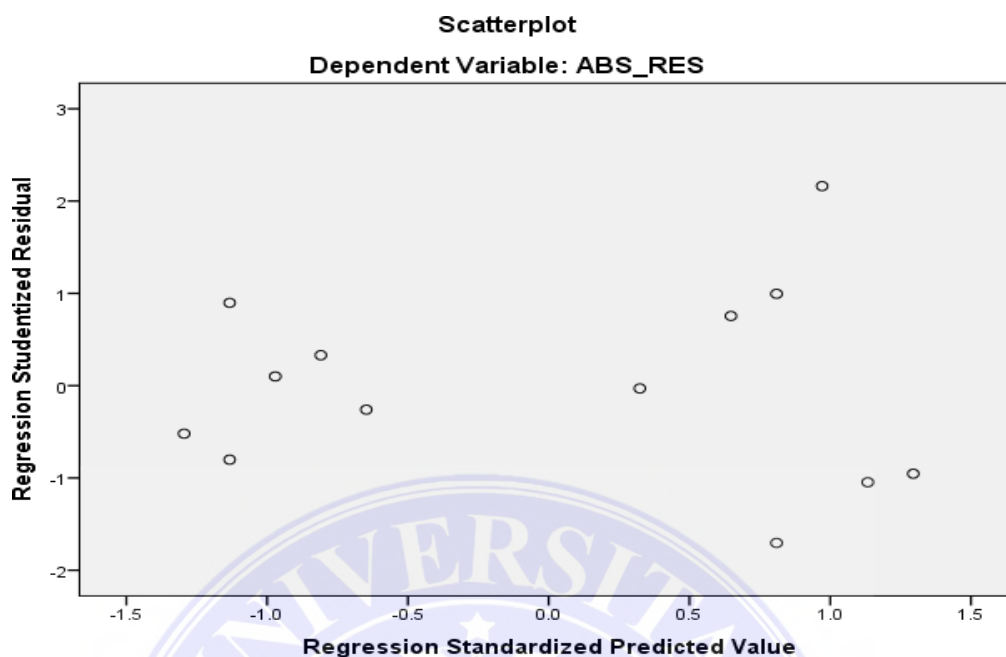 Scatterplot
Dependent Variable: ABS_RES
Regression Studentized Residual
3
2
1
0
-1
-2
-1.5 -1.0 -0.5 0.0 0.5 1.0 1.5
Regression Standardized Predicted Value
UNIVERSITA